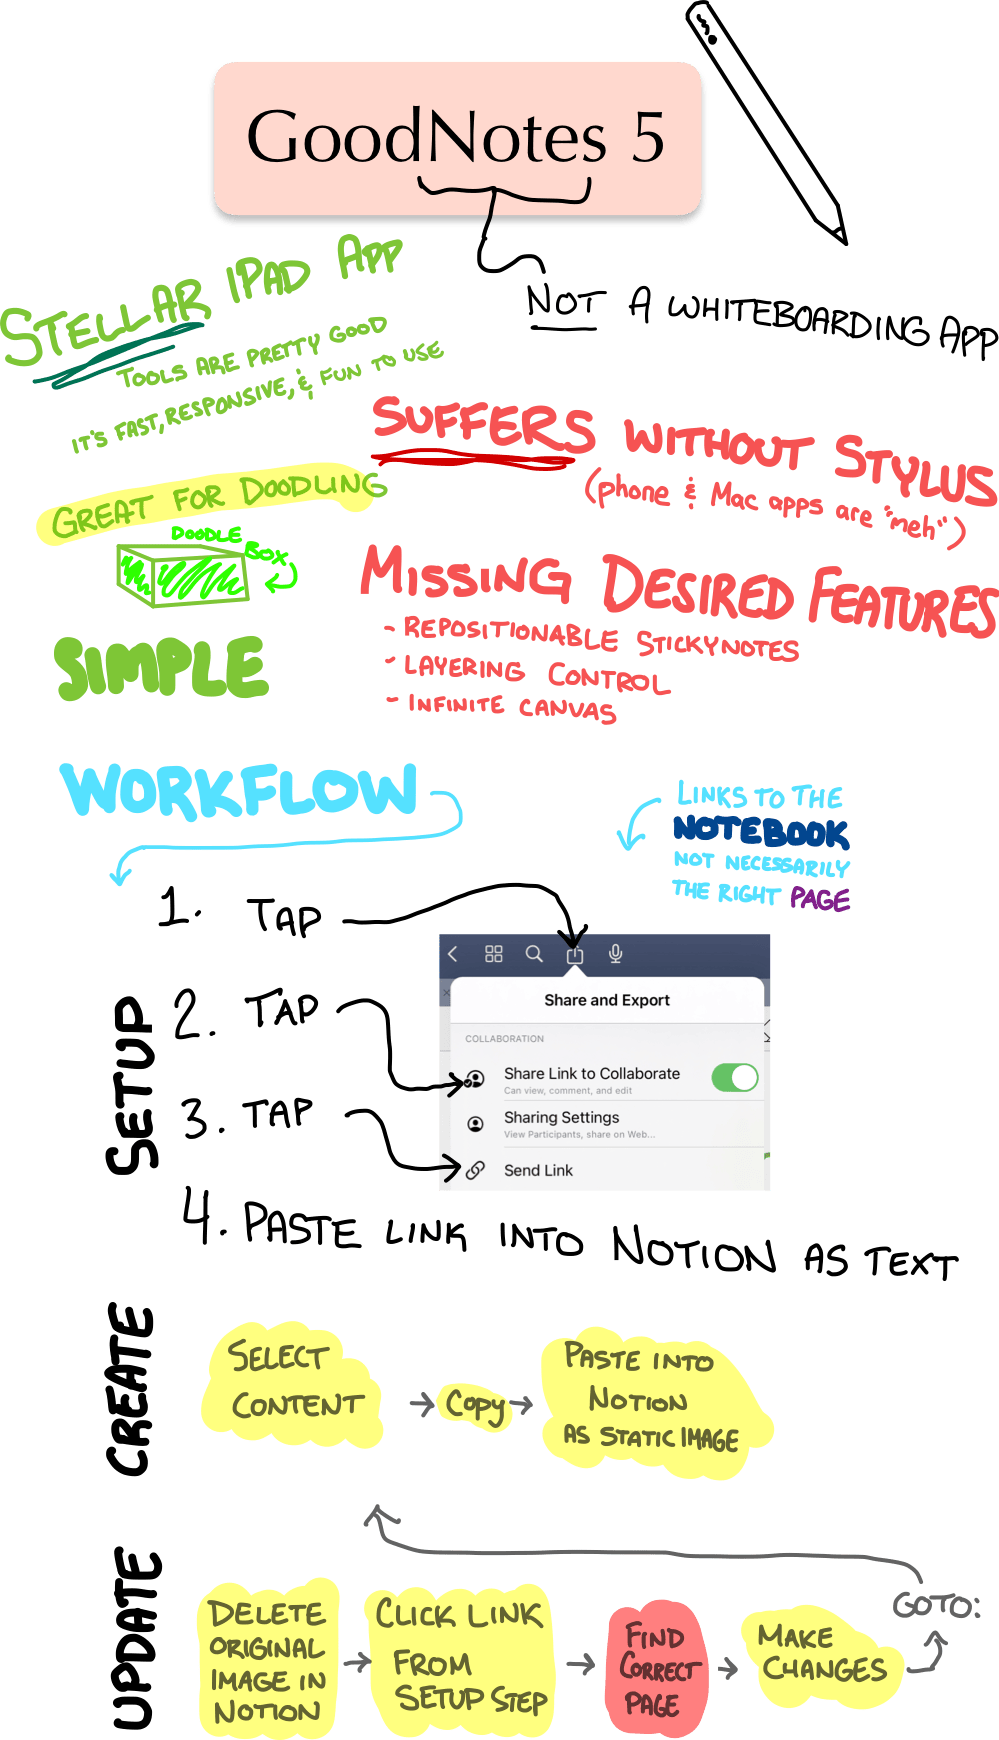 GoodNotes 5
NOT A WHITEBOARDING APP
STELLAR IPAD APP
TOOLS ARE PRETTY GOOD
IT'S FAST, RESPONSIVE, & FUN TO USE
GREAT FOR DOODLING
DOODLE
BOX
SIMPLE
SUFFERS WITHOUT STYLUS
(phone & Mac apps are "meh")
MISSING DESIRED FEATURES
- REPOSITIONABLE STICKYNOTES
- LAYERING CONTROL
- INFINITE CANVAS
WORKFLOW
LINKS TO THE
NOTEBOOK
NOT NECESSARILY
THE RIGHT PAGE
SETUP
1. TAP
2. TAP
3. TAP
Share and Export
COLLABORATION
Share Link to Collaborate
Can view, comment, and edit
Sharing Settings
View Participants, share on Web...
Send Link
4. PASTE LINK INTO NOTION AS TEXT
CREATE
SELECT
CONTENT
COPY
PASTE INTO
NOTION
AS STATIC IMAGE
UPDATE
DELETE
ORIGINAL
IMAGE IN
NOTION
CLICK LINK
FROM
SETUP STEP
FIND
CORRECT
PAGE
MAKE
CHANGES
GOTO: